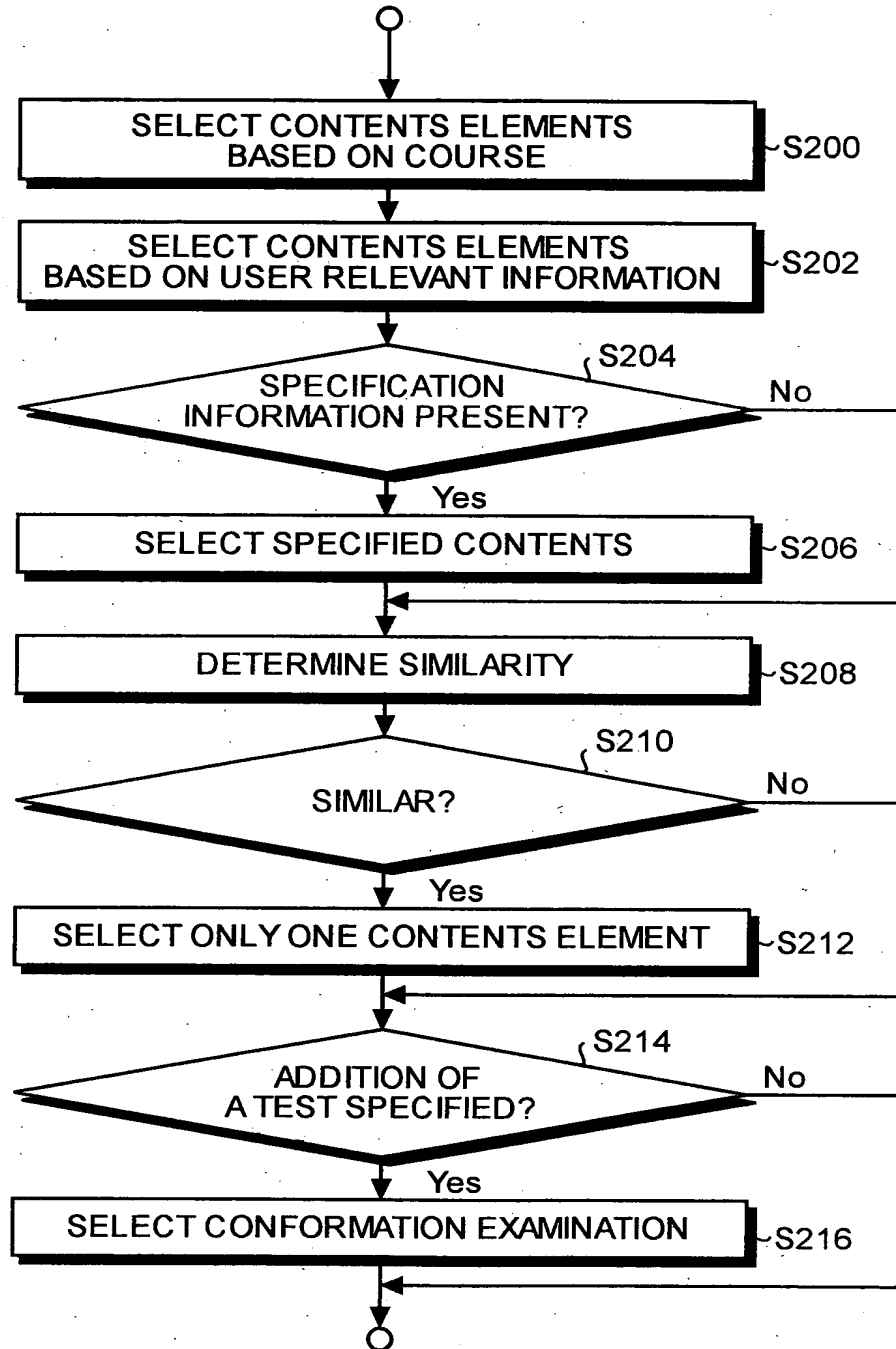 SELECT CONTENTS ELEMENTS
BASED ON COURSE
S200
SELECT CONTENTS ELEMENTS
BASED ON USER RELEVANT INFORMATION
S202
S204
SPECIFICATION
INFORMATION PRESENT?
No
Yes
SELECT SPECIFIED CONTENTS
S206
DETERMINE SIMILARITY
S208
S210
SIMILAR?
No
Yes
SELECT ONLY ONE CONTENTS ELEMENT
S212
S214
ADDITION OF
A TEST SPECIFIED?
No
Yes
SELECT CONFORMATION EXAMINATION
S216